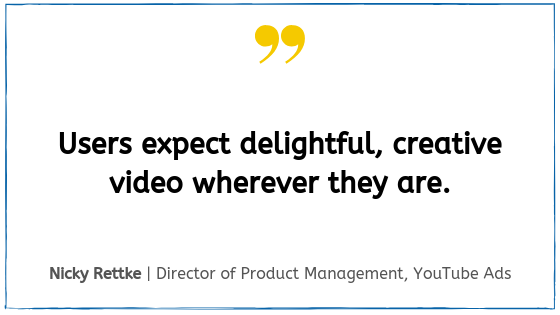 ”
Users expect delightful, creative
video wherever they are.
Nicky Rettke | Director of Product Management, YouTube Ads